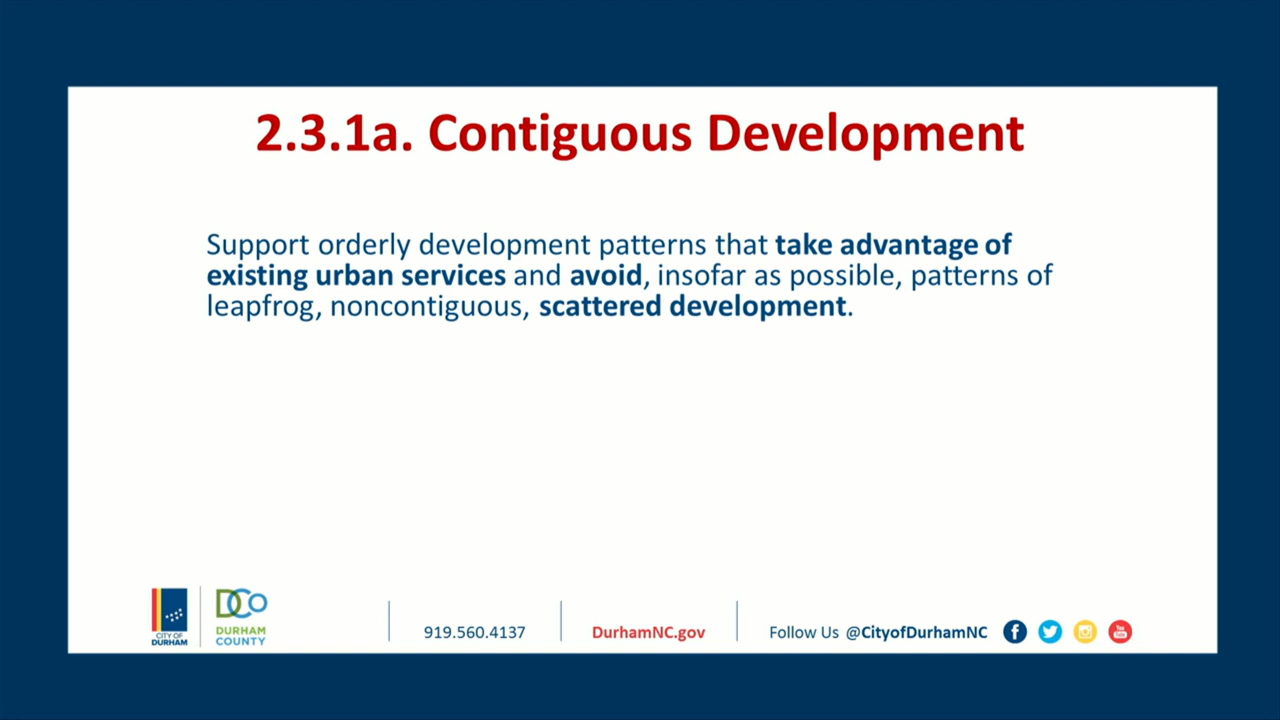 2.3.1a. Contiguous Development
Support orderly development patterns that take advantage of
existing urban services and avoid, insofar as possible, patterns of
leapfrog, noncontiguous, scattered development.
CITY OF
DURHAM
DCo
DURHAM
COUNTY
919.560.4137
DurhamNC.gov
Follow Us @CityofDurhamNC
f
You
Tube